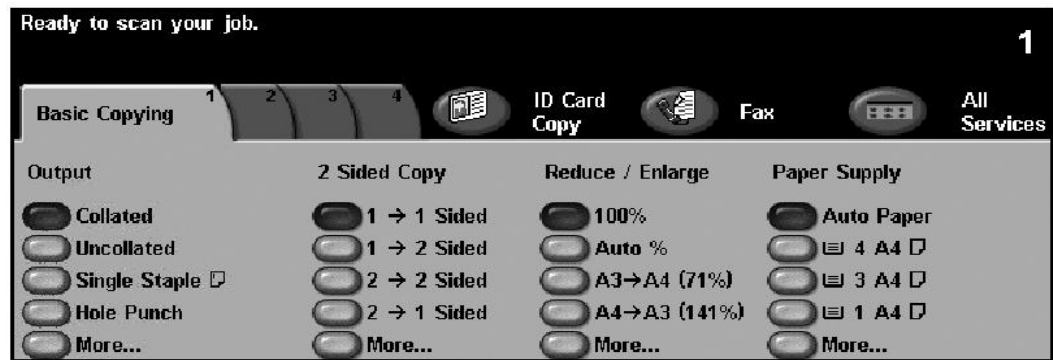 Ready to scan your job.
1
Basic Copying
1
2
3
4
ID Card
Copy
Fax
All
Services
Output
2 Sided Copy
Reduce / Enlarge
Paper Supply
Collated
1 → 1 Sided
100%
Auto Paper
Uncollated
1 → 2 Sided
Auto %
4 A4
Single Staple
2 → 2 Sided
A3→A4 (71%)
3 A4
Hole Punch
2 → 1 Sided
A4→A3 (141%)
1 A4
More...
More...
More...
More...